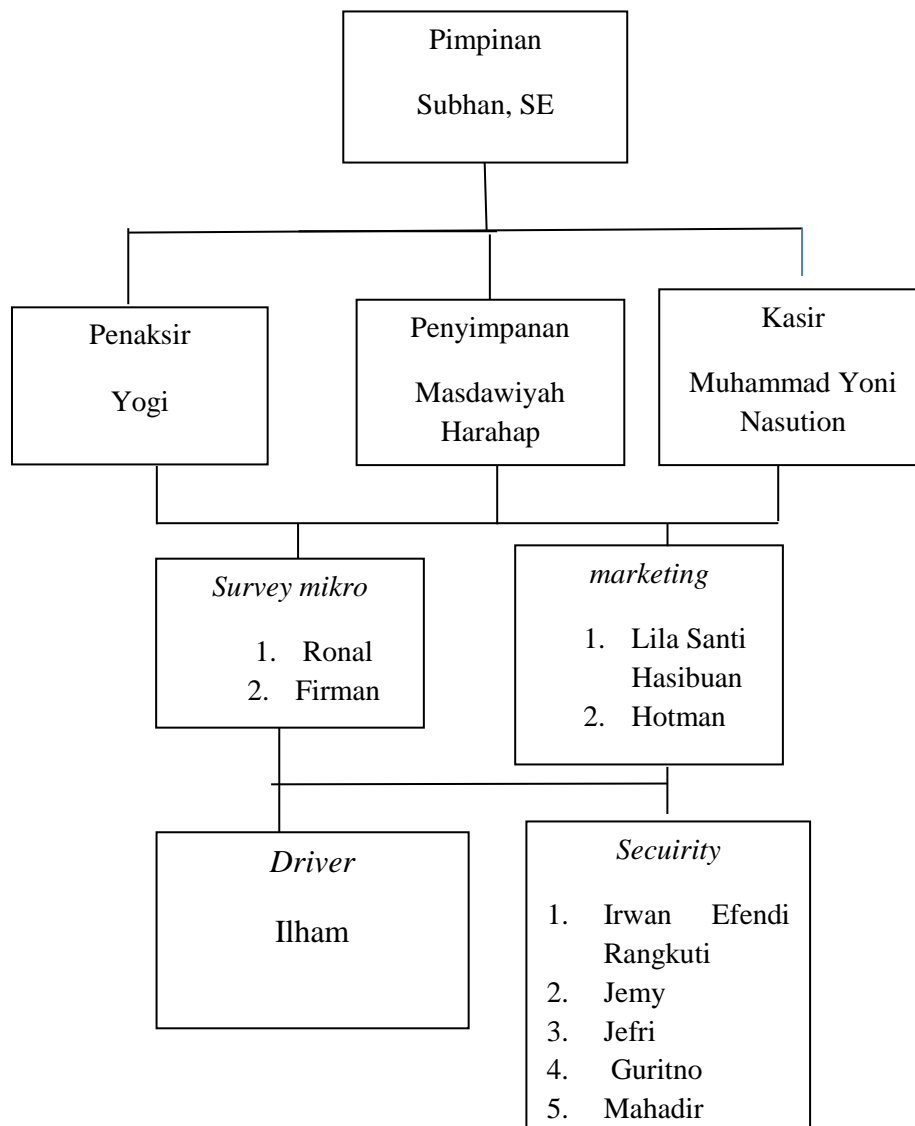 Pimpinan
Subhan, SE
Penaksir
Yogi
Penyimpanan
Masdawiyah
Harahap
Kasir
Muhammad Yoni
Nasution
Survey mikro
1. Ronal
2. Firman
marketing
1. Lila Santi
Hasibuan
2. Hotman
Driver
Ilham
Secuirity
1. Irwan Efendi
Rangkuti
2. Jemy
3. Jefri
4. Guritno
5. Mahadir